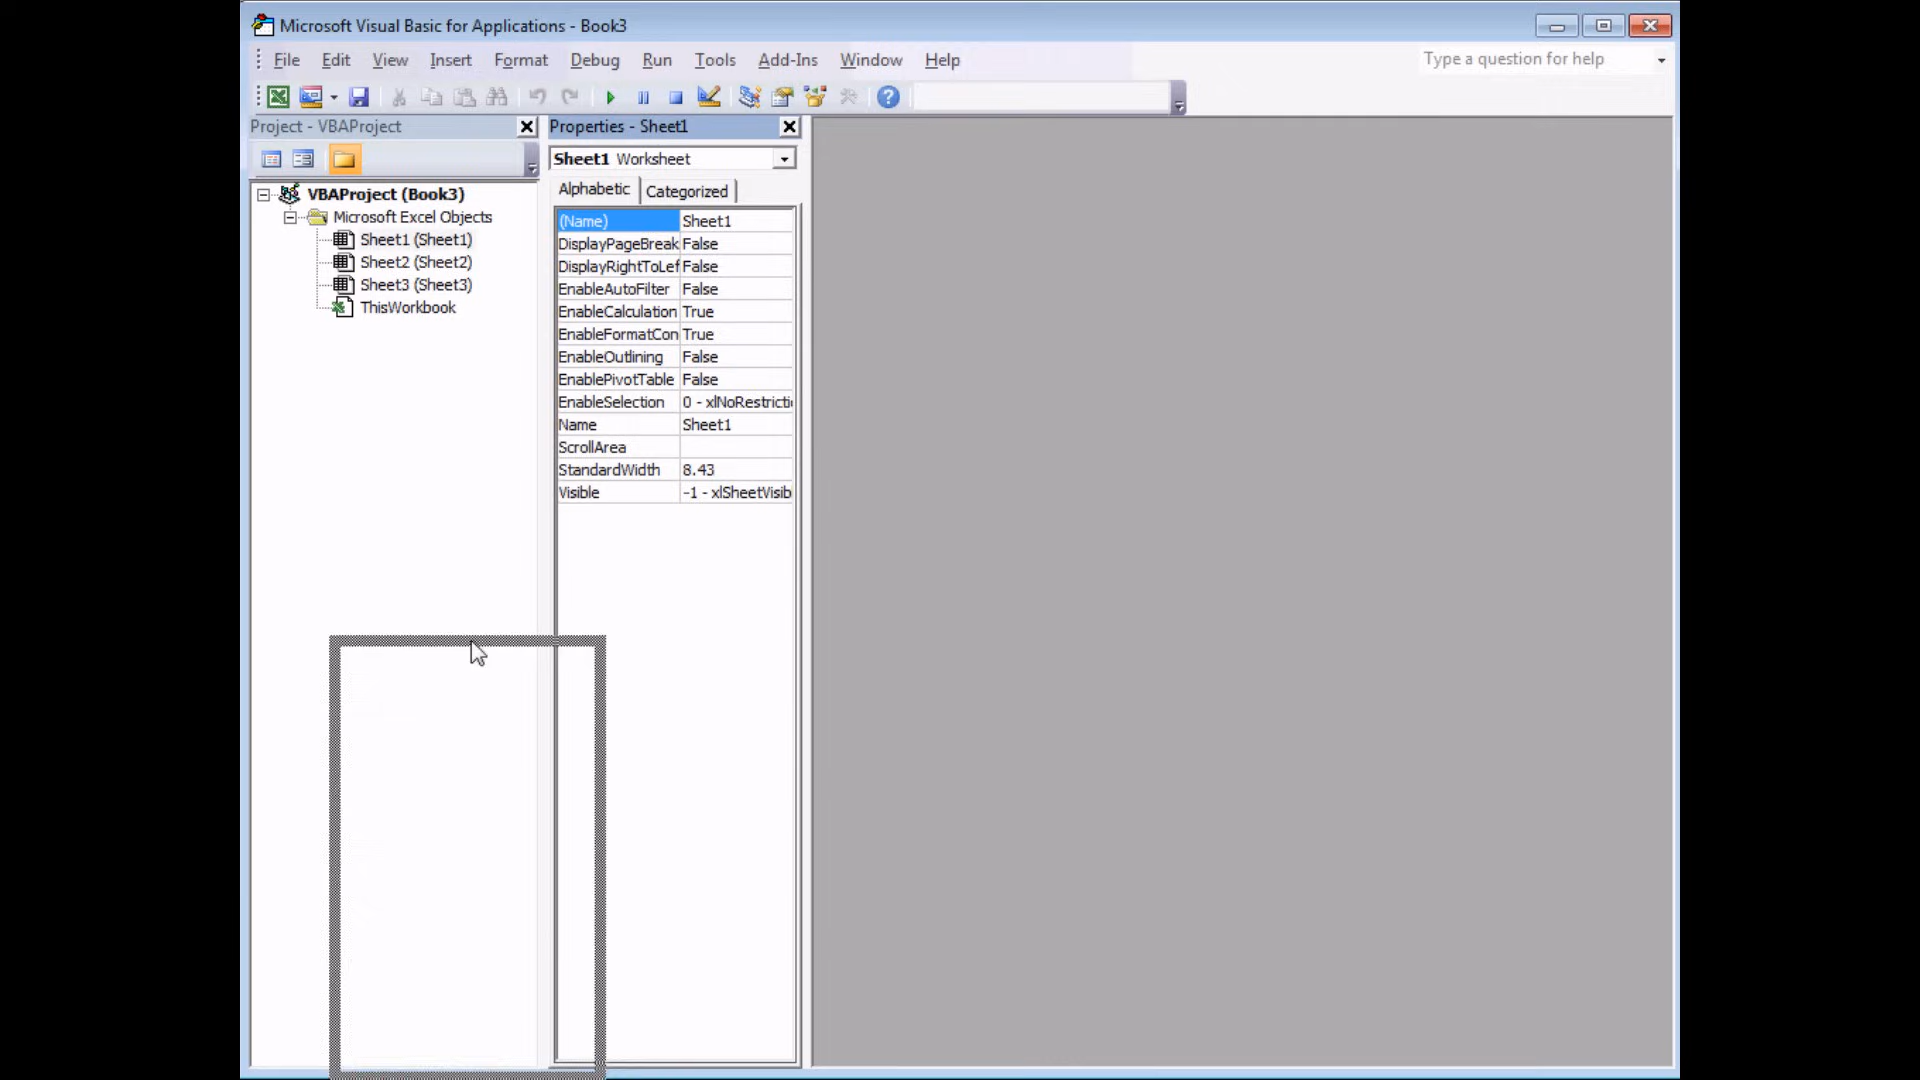 Microsoft Visual Basic for Applications - Book3
File Edit View Insert Format Debug Run Tools Add-Ins Window Help
Type a question for help
Project - VBAProject
Properties - Sheet1
Sheet1 Worksheet
Alphabetic Categorized
VBAProject (Book3)
Microsoft Excel Objects
Sheet1 (Sheet1)
Sheet2 (Sheet2)
Sheet3 (Sheet3)
ThisWorkbook
(Name) Sheet1
DisplayPageBreak False
DisplayRightToLef False
EnableAutoFilter False
EnableCalculation True
EnableFormatCon True
EnableOutlining False
EnablePivotTable False
EnableSelection 0 - xlNoRestricti
Name Sheet1
ScrollArea
StandardWidth 8.43
Visible -1 - xlSheetVisib